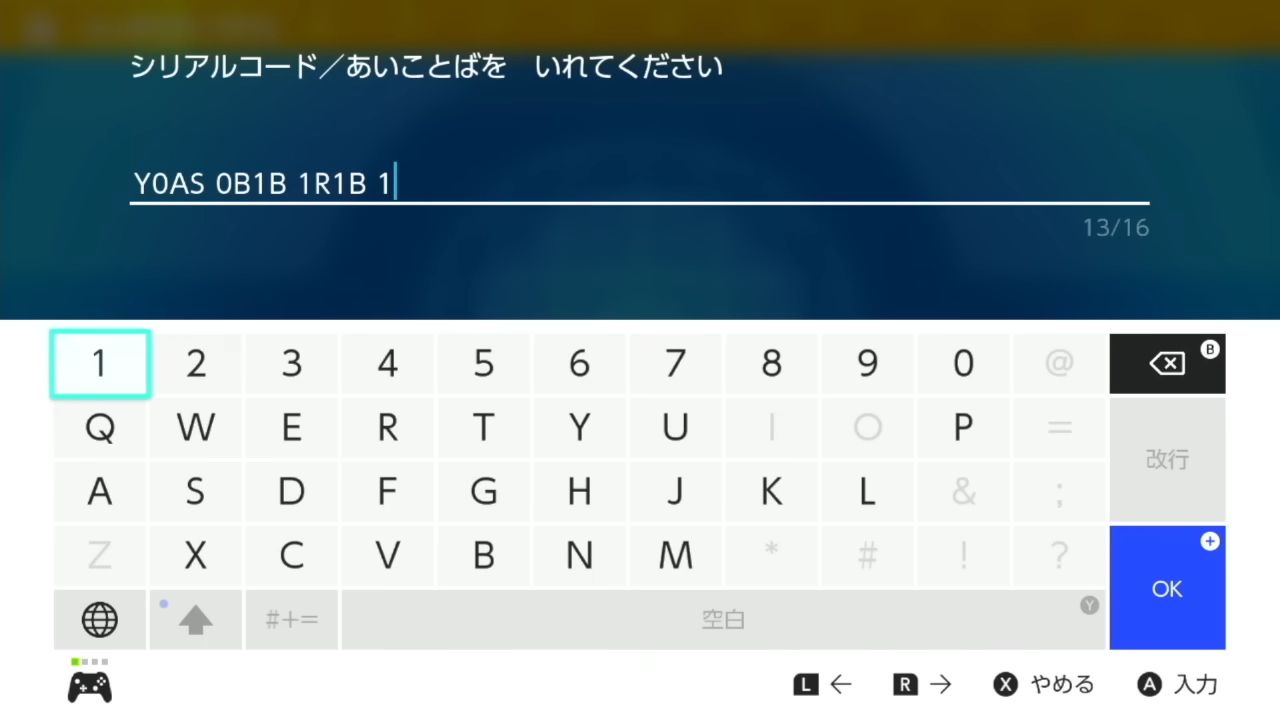 シリアルコード／あいことばを　いれてください
Y0AS 0B1B 1R1B 1
13/16
1 2 3 4 5 6 7 8 9 0 @ B
Q W E R T Y U I O P =
改行
A S D F G H J K L & ;
Z X C V B N M * # ! ? +
OK
#+= 空白 Y
L ← R → X やめる A 入力